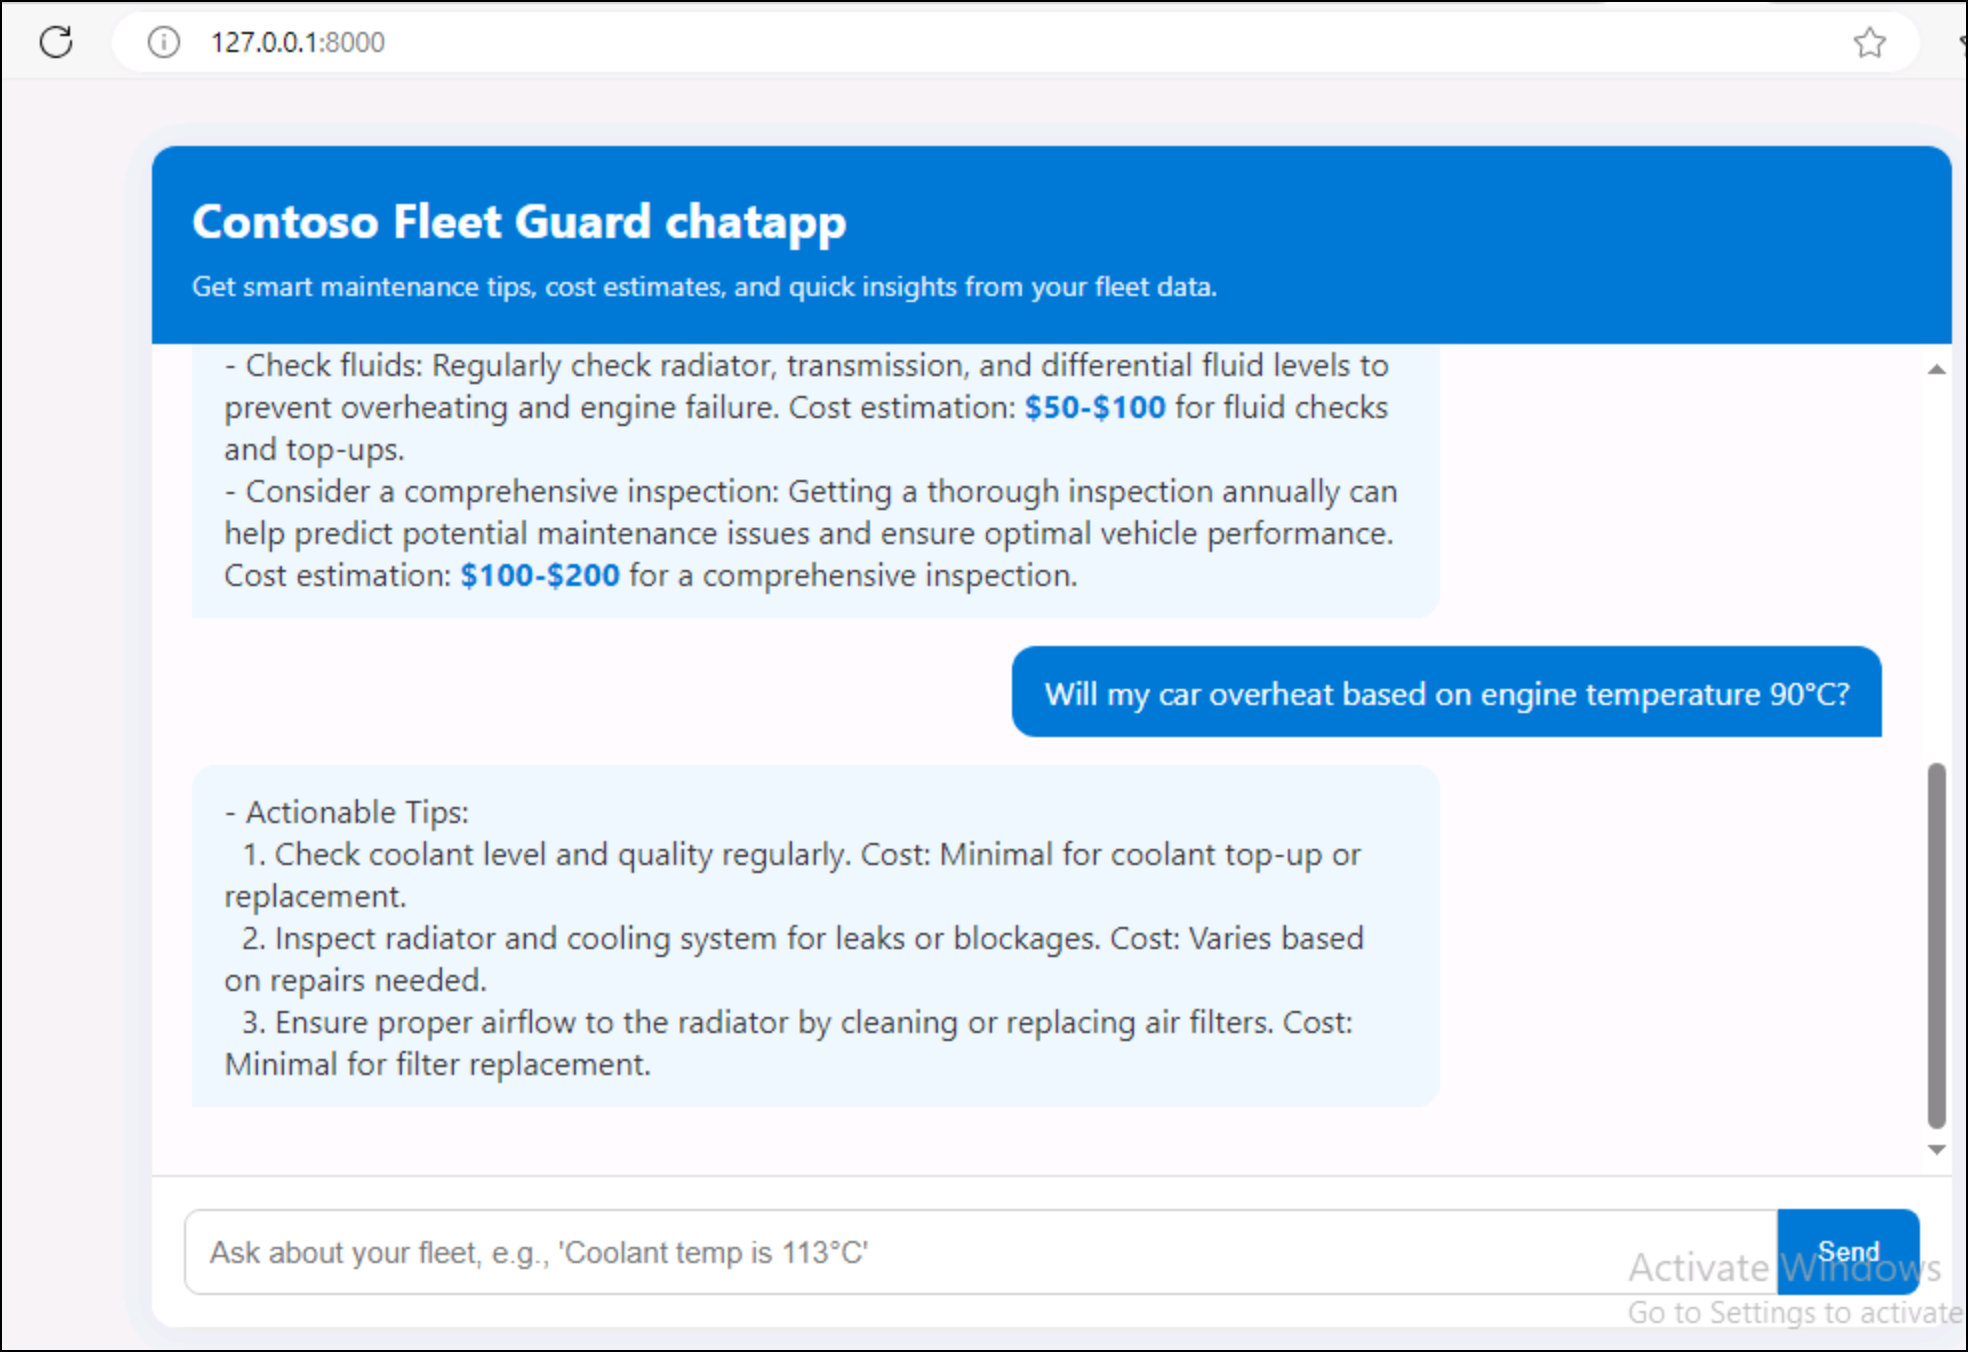 127.0.0.1:8000
Contoso Fleet Guard chatapp
Get smart maintenance tips, cost estimates, and quick insights from your fleet data.
- Check fluids: Regularly check radiator, transmission, and differential fluid levels to
prevent overheating and engine failure. Cost estimation: $50-$100 for fluid checks
and top-ups.
- Consider a comprehensive inspection: Getting a thorough inspection annually can
help predict potential maintenance issues and ensure optimal vehicle performance.
Cost estimation: $100-$200 for a comprehensive inspection.
Will my car overheat based on engine temperature 90°C?
- Actionable Tips:
1. Check coolant level and quality regularly. Cost: Minimal for coolant top-up or
replacement.
2. Inspect radiator and cooling system for leaks or blockages. Cost: Varies based
on repairs needed.
3. Ensure proper airflow to the radiator by cleaning or replacing air filters. Cost:
Minimal for filter replacement.
Ask about your fleet, e.g., 'Coolant temp is 113°C'
Send
Activate Windows
Go to Settings to activate